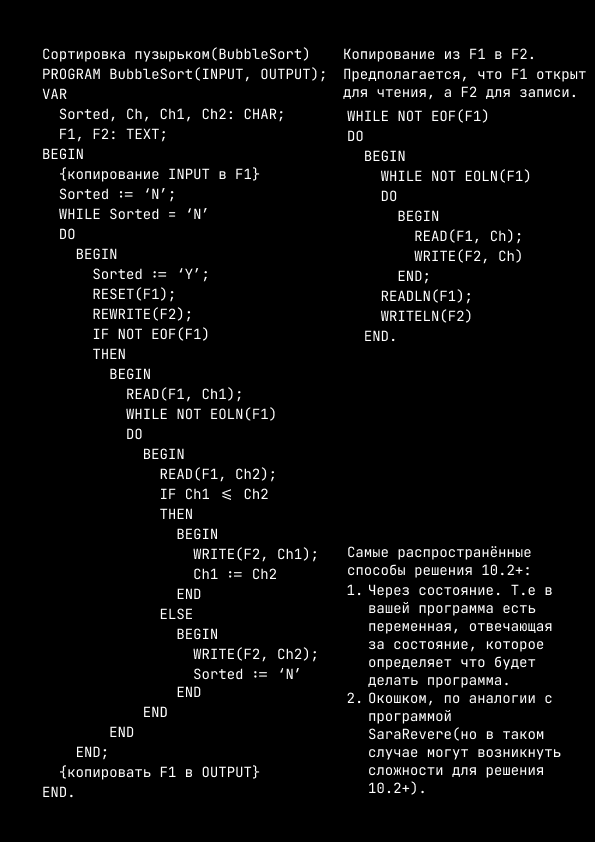 Сортировка пузырьком(BubbleSort)
PROGRAM BubbleSort(INPUT, OUTPUT);
VAR
  Sorted, Ch, Ch1, Ch2: CHAR;
  F1, F2: TEXT;
BEGIN
  {копирование INPUT в F1}
  Sorted := ‘N’;
  WHILE Sorted = ‘N’
  DO
    BEGIN
      Sorted := ‘Y’;
      RESET(F1);
      REWRITE(F2);
      IF NOT EOF(F1)
      THEN
        BEGIN
          READ(F1, Ch1);
          WHILE NOT EOLN(F1)
          DO
            BEGIN
              READ(F1, Ch2);
              IF Ch1 <= Ch2
              THEN
                BEGIN
                  WRITE(F2, Ch1);
                  Ch1 := Ch2
                END
              ELSE
                BEGIN
                  WRITE(F2, Ch2);
                  Sorted := ‘N’
                END
            END
        END
    END;
  {копировать F1 в OUTPUT}
END.
Копирование из F1 в F2.
Предполагается, что F1 открыт
для чтения, а F2 для записи.
WHILE NOT EOF(F1)
DO
  BEGIN
    WHILE NOT EOLN(F1)
    DO
      BEGIN
        READ(F1, Ch);
        WRITE(F2, Ch)
      END;
    READLN(F1);
    WRITELN(F2)
  END.
Самые распространённые
способы решения 10.2+:
1. Через состояние. Т.е в
вашей программа есть
переменная, отвечающая
за состояние, которое
определяет что будет
делать программа.
2. Окошком, по аналогии с
программой
SaraRevere(но в таком
случае могут возникнуть
сложности для решения
10.2+).